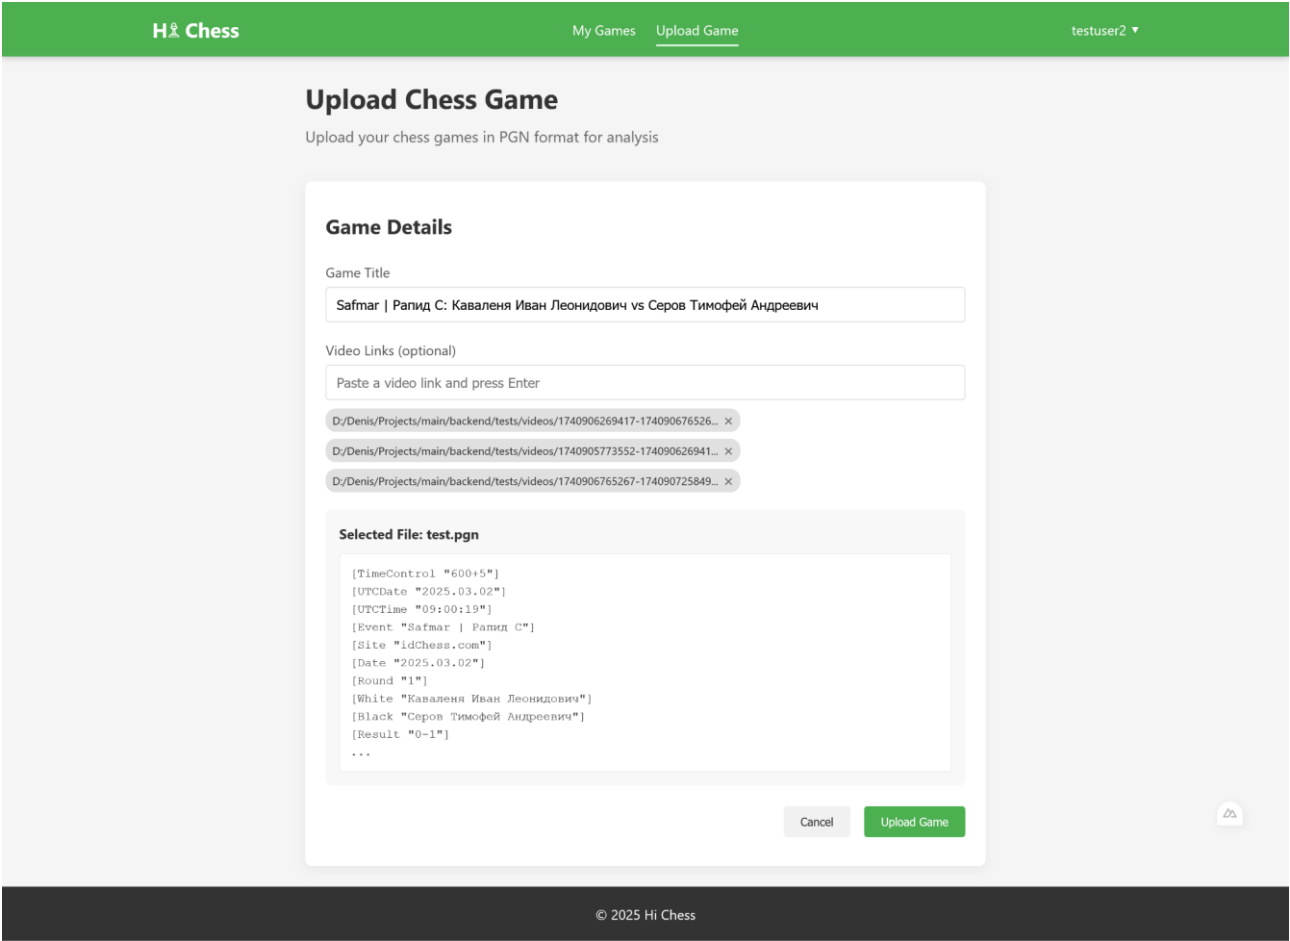 Hi Chess
My Games Upload Game
testuser2 ▼
Upload Chess Game
Upload your chess games in PGN format for analysis
Game Details
Game Title
Safmar | Рапид C: Каваленя Иван Леонидович vs Серов Тимофей Андреевич
Video Links (optional)
Paste a video link and press Enter
D:/Denis/Projects/main/backend/tests/videos/1740906269417-174090676526... ×
D:/Denis/Projects/main/backend/tests/videos/1740905773552-174090626941... ×
D:/Denis/Projects/main/backend/tests/videos/1740906765267-174090725849... ×
Selected File: test.pgn
[TimeControl "600+5"]
[UTCDate "2025.03.02"]
[UTCTime "09:00:19"]
[Event "Safmar | Рапид C"]
[Site "idChess.com"]
[Date "2025.03.02"]
[Round "1"]
[White "Каваленя Иван Леонидович"]
[Black "Серов Тимофей Андреевич"]
[Result "0-1"]
...
Cancel Upload Game
© 2025 Hi Chess